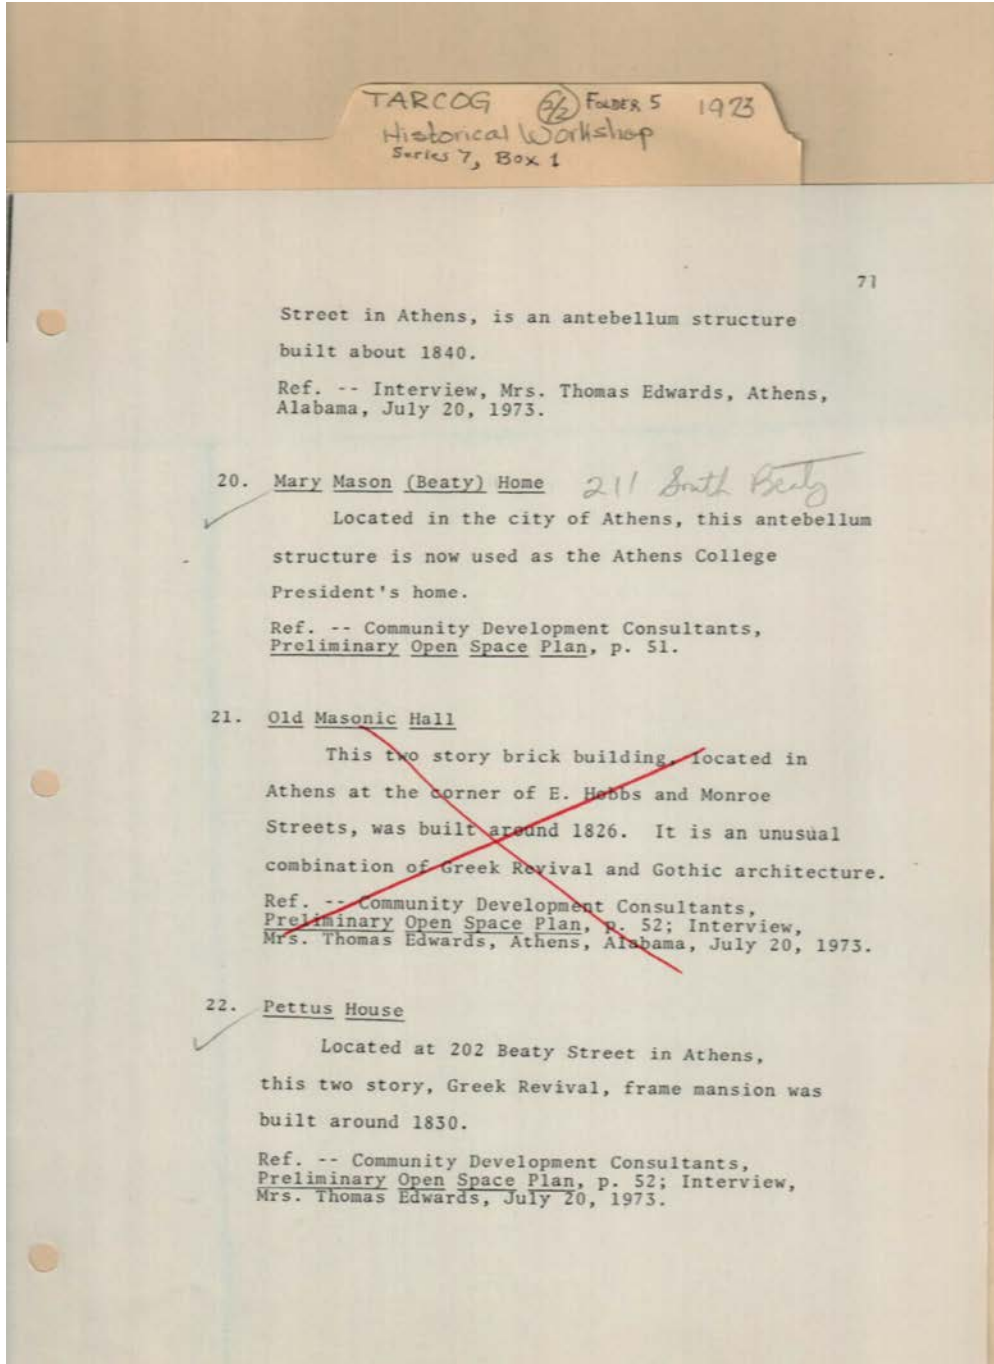 TARCOG 2/2 FOLDER 5 1973
Historical Workshop
Series 7, Box 1
71
Street in Athens, is an antebellum structure
built about 1840.
Ref. -- Interview, Mrs. Thomas Edwards, Athens,
Alabama, July 20, 1973.
20. Mary Mason (Beaty) Home 211 South Beaty
Located in the city of Athens, this antebellum
structure is now used as the Athens College
President's home.
Ref. -- Community Development Consultants,
Preliminary Open Space Plan, p. 51.
21. Old Masonic Hall
This two story brick building, located in
Athens at the corner of E. Hobbs and Monroe
Streets, was built around 1826. It is an unusual
combination of Greek Revival and Gothic architecture.
Ref. -- Community Development Consultants,
Preliminary Open Space Plan, p. 52; Interview,
Mrs. Thomas Edwards, Athens, Alabama, July 20, 1973.
22. Pettus House
Located at 202 Beaty Street in Athens,
this two story, Greek Revival, frame mansion was
built around 1830.
Ref. -- Community Development Consultants,
Preliminary Open Space Plan, p. 52; Interview,
Mrs. Thomas Edwards, July 20, 1973.